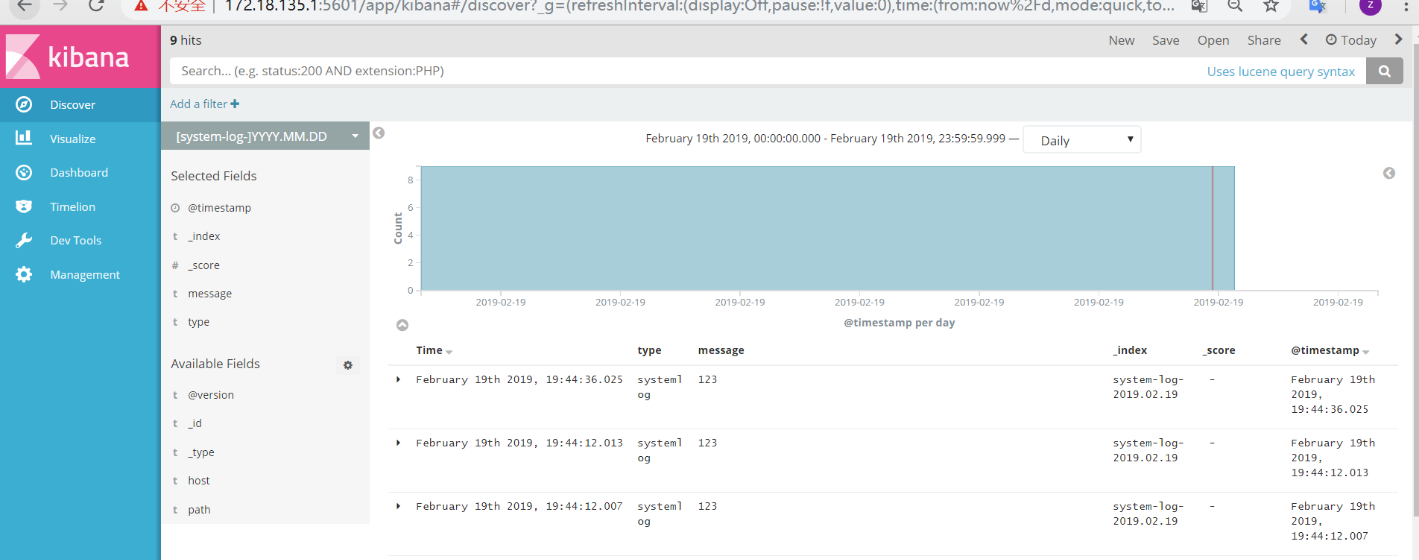 不安全 | 172.18.135.1:5601/app/kibana#/discover?_g=(refreshInterval:(display:Off,pause:!f,value:0),time:(from:now%2Fd,mode:quick,to...
Z
kibana
Discover
Visualize
Dashboard
Timelion
Dev Tools
Management
9 hits
New Save Open Share Today
Search... (e.g. status:200 AND extension:PHP) Uses lucene query syntax
Add a filter +
[system-log-]YYYY.MM.DD
Selected Fields
@timestamp
t _index
# _score
t message
t type
Available Fields
t @version
t _id
t _type
t host
t path
February 19th 2019, 00:00:00.000 - February 19th 2019, 23:59:59.999 — Daily
Count
8
6
4
2
0
2019-02-19 2019-02-19 2019-02-19 2019-02-19 2019-02-19 2019-02-19 2019-02-19 2019-02-19
@timestamp per day
Time type message _index _score @timestamp
February 19th 2019, 19:44:36.025 systeml 123 system-log- - February 19th
og 2019.02.19 2019,
19:44:36.025
February 19th 2019, 19:44:12.013 systeml 123 system-log- - February 19th
og 2019.02.19 2019,
19:44:12.013
February 19th 2019, 19:44:12.007 systeml 123 system-log- - February 19th
og 2019.02.19 2019,
19:44:12.007